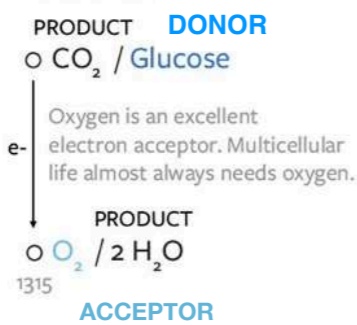 PRODUCT DONOR
CO₂ / Glucose
Oxygen is an excellent
e- electron acceptor. Multicellular
life almost always needs oxygen.
PRODUCT
O₂ / 2 H₂O
1315
ACCEPTOR